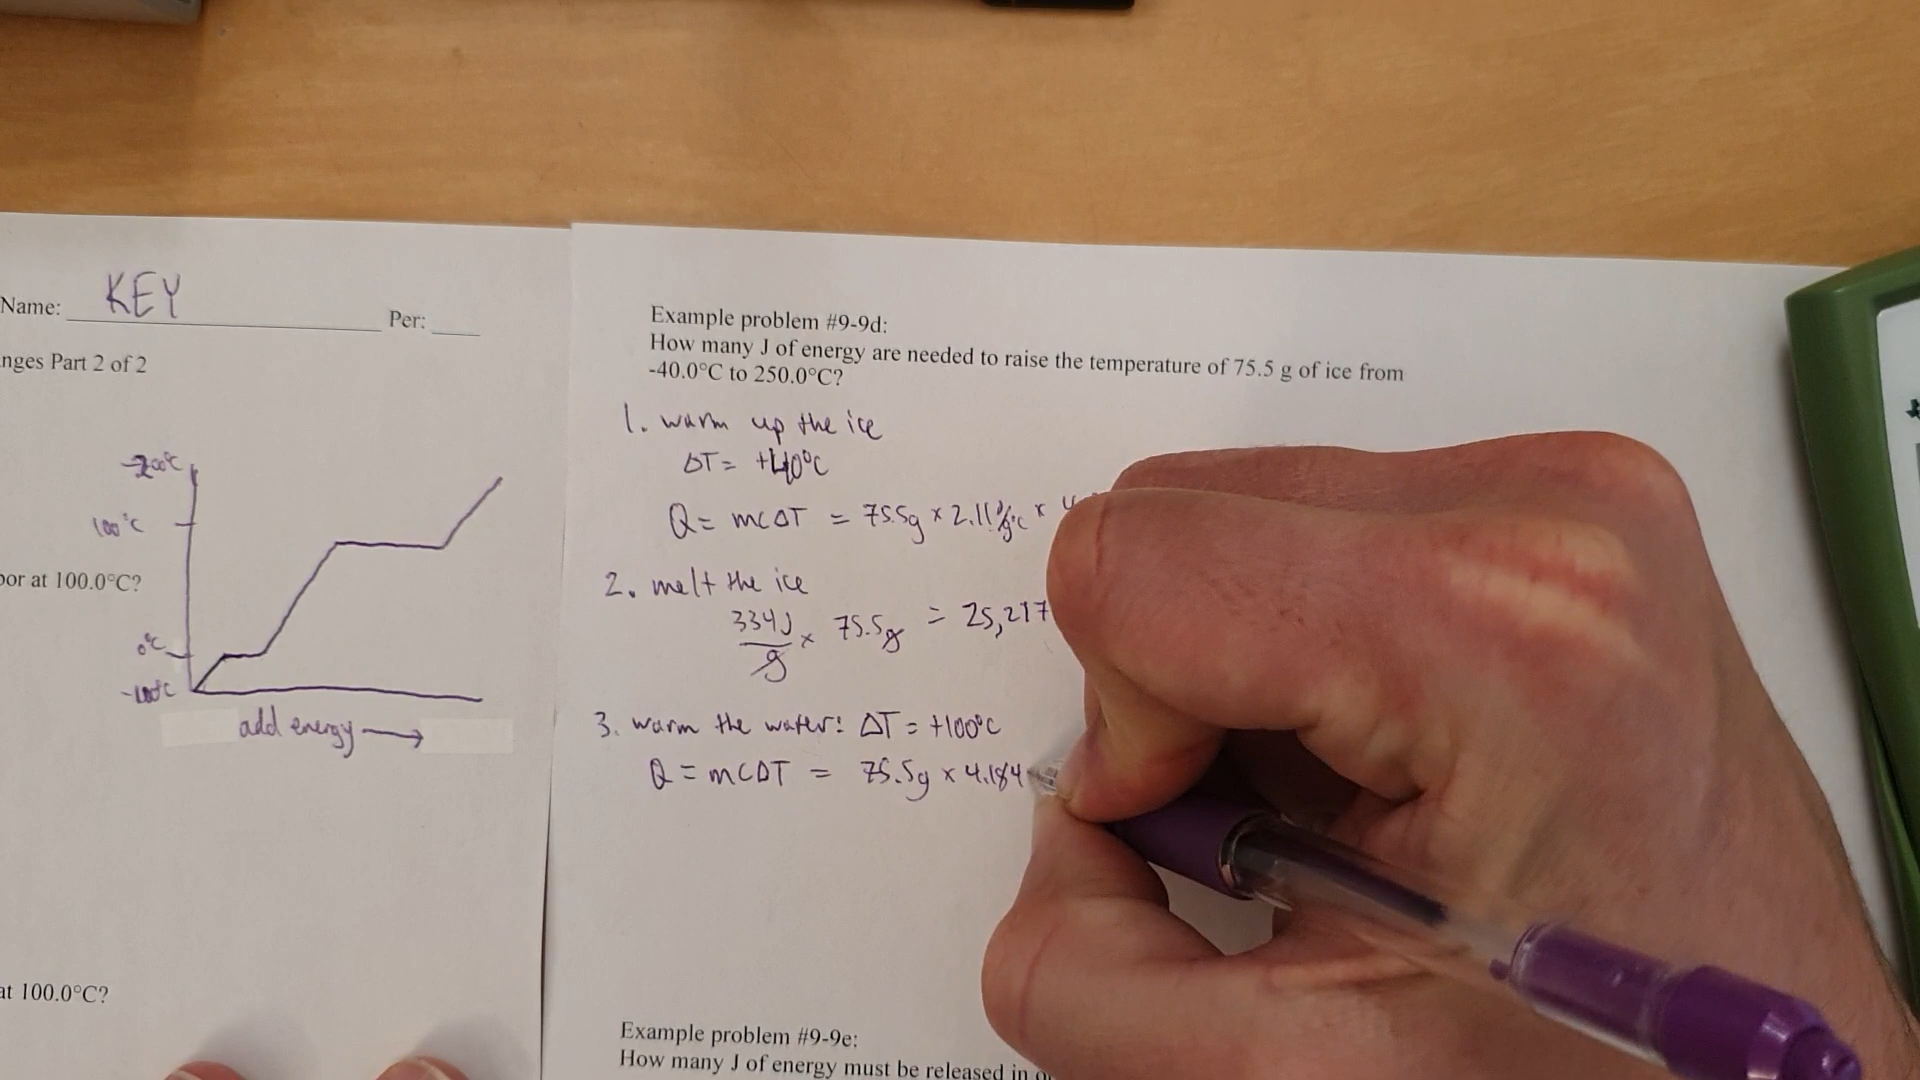 Name: KEY Per:
nges Part 2 of 2
-200°C
100°C
por at 100.0°C?
0°C
-100°C
add energy →
at 100.0°C?
Example problem #9-9d:
How many J of energy are needed to raise the temperature of 75.5 g of ice from
-40.0°C to 250.0°C?
1. warm up the ice
ΔT = +40°C
Q = mCΔT = 75.5g × 2.11 J/g°C ×
2. melt the ice
334J/g × 75.5g = 25,217
3. warm the water: ΔT = +100°C
Q = mCΔT = 75.5g × 4.184
Example problem #9-9e:
How many J of energy must be released in